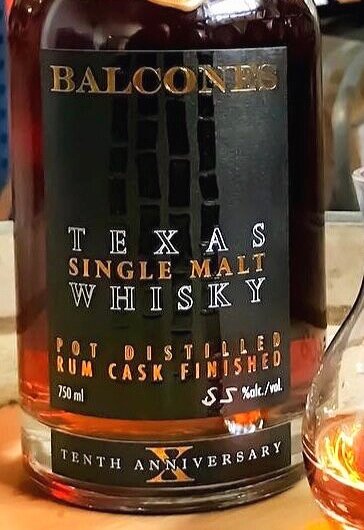 BALCONES
TEXAS
SINGLE MALT
WHISKY
POT DISTILLED
RUM CASK FINISHED
750 ml 55 %alc./vol.
TENTH ANNIVERSARY
X